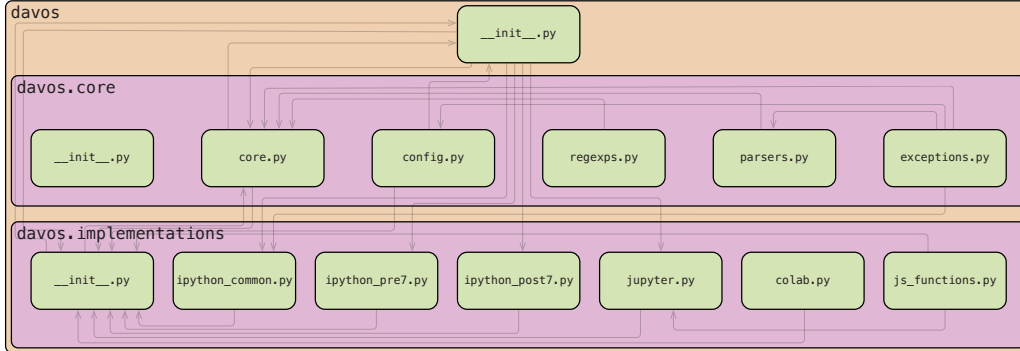 davos
__init__.py
davos.core
__init__.py
core.py
config.py
regexps.py
parsers.py
exceptions.py
davos.implementations
__init__.py
ipython_common.py
ipython_pre7.py
ipython_post7.py
jupyter.py
colab.py
js_functions.py